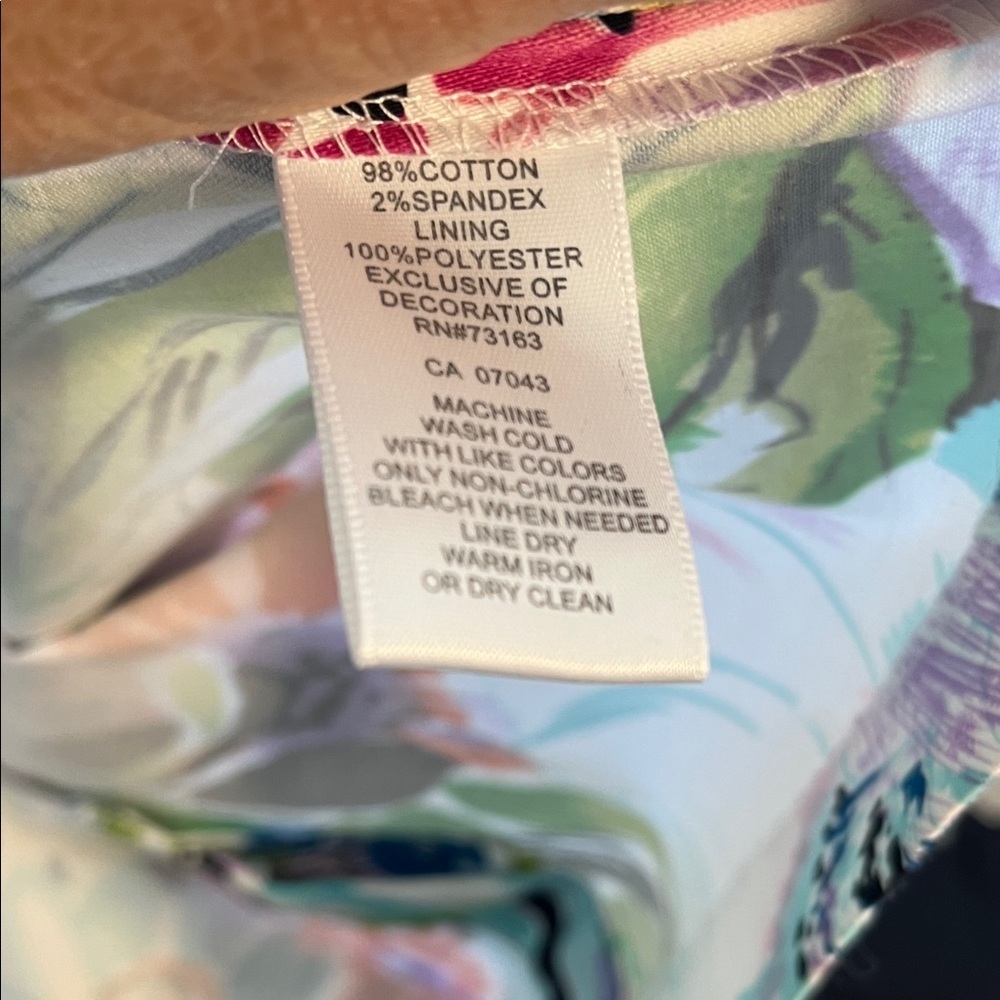 98%COTTON
2%SPANDEX
LINING
100%POLYESTER
EXCLUSIVE OF
DECORATION
RN#73163
CA 07043
MACHINE
WASH COLD
WITH LIKE COLORS
ONLY NON-CHLORINE
BLEACH WHEN NEEDED
LINE DRY
WARM IRON
OR DRY CLEAN